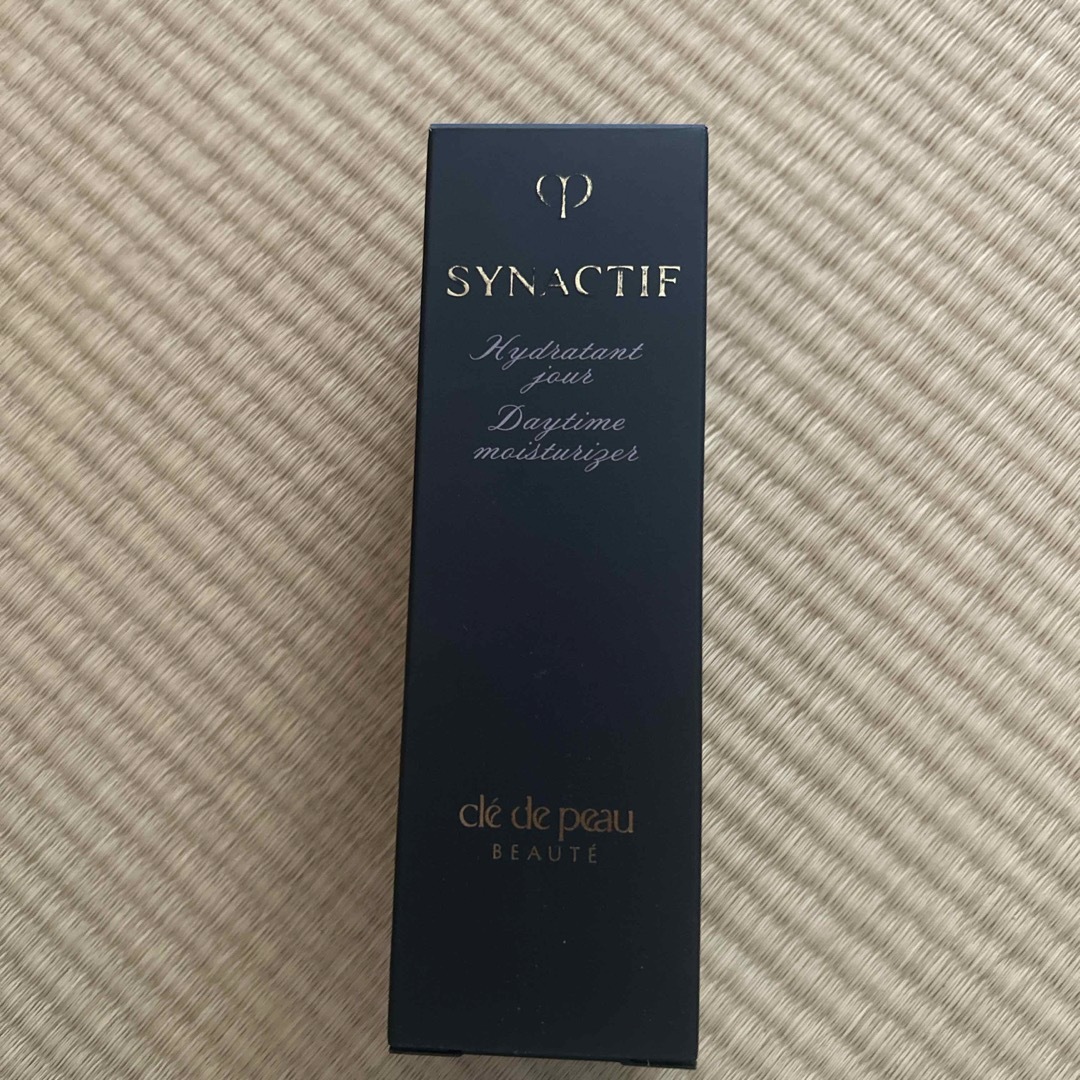 SYNACTIF
Hydratant
jour
Daytime
moisturizer
clé de peau
BEAUTÉ